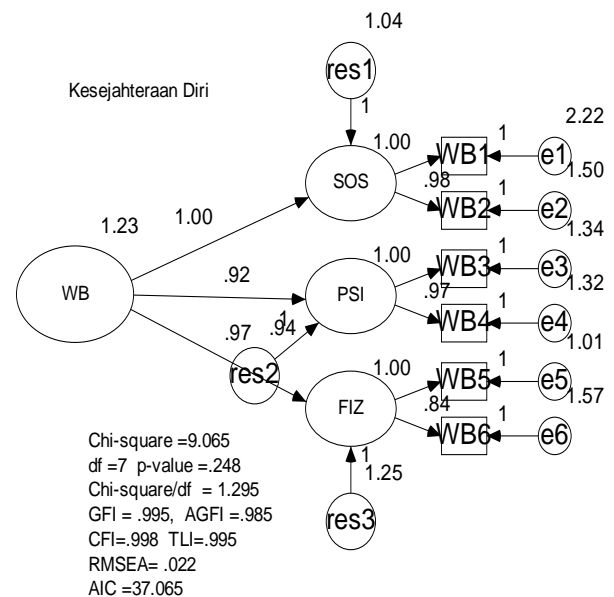 1.04
res1
Kesejahteraan Diri
1
2.22
1.00
WB1
1
e1
SOS
.98
1.50
1.23
1.00
WB2
1
e2
1.34
.92
1.00
WB3
1
e3
WB
PSI
.97
1.32
1
.94
WB4
1
e4
.97
1.01
res2
1.00
WB5
1
e5
FIZ
.84
1.57
WB6
1
e6
Chi-square =9.065
1
df =7 p-value =.248
1.25
Chi-square/df = 1.295
GFI = .995, AGFI =.985
res3
CFI=.998 TLI=.995
RMSEA= .022
AIC =37.065